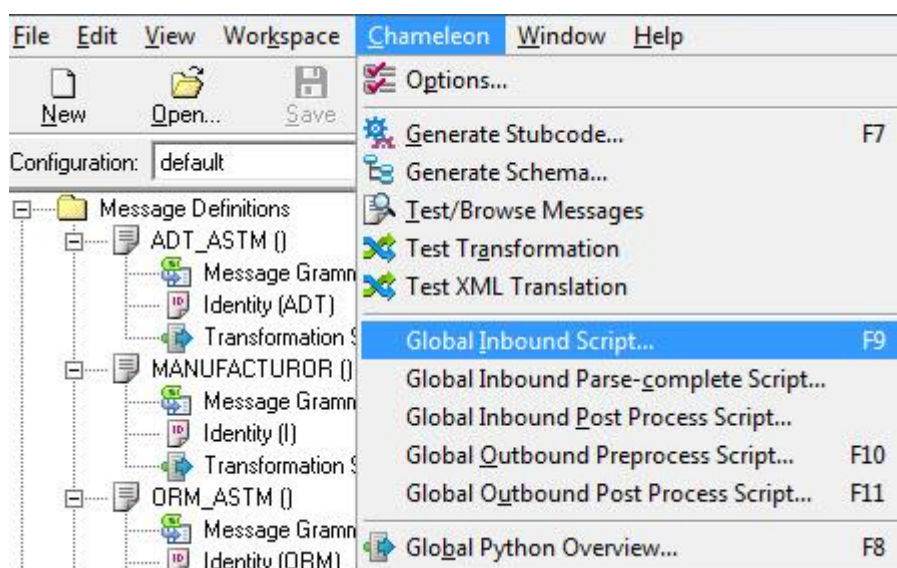 File Edit View Workspace Chameleon Window Help
New Open... Save
Configuration: default
Message Definitions
ADT_ASTM ()
Message Gramm
Identity (ADT)
Transformation S
MANUFACTUROR ()
Message Gramm
Identity (I)
Transformation S
ORM_ASTM ()
Message Gramm
Identity (ORM)
Options...
Generate Stubcode... F7
Generate Schema...
Test/Browse Messages
Test Transformation
Test XML Translation
Global Inbound Script... F9
Global Inbound Parse-complete Script...
Global Inbound Post Process Script...
Global Outbound Preprocess Script... F10
Global Outbound Post Process Script... F11
Global Python Overview... F8